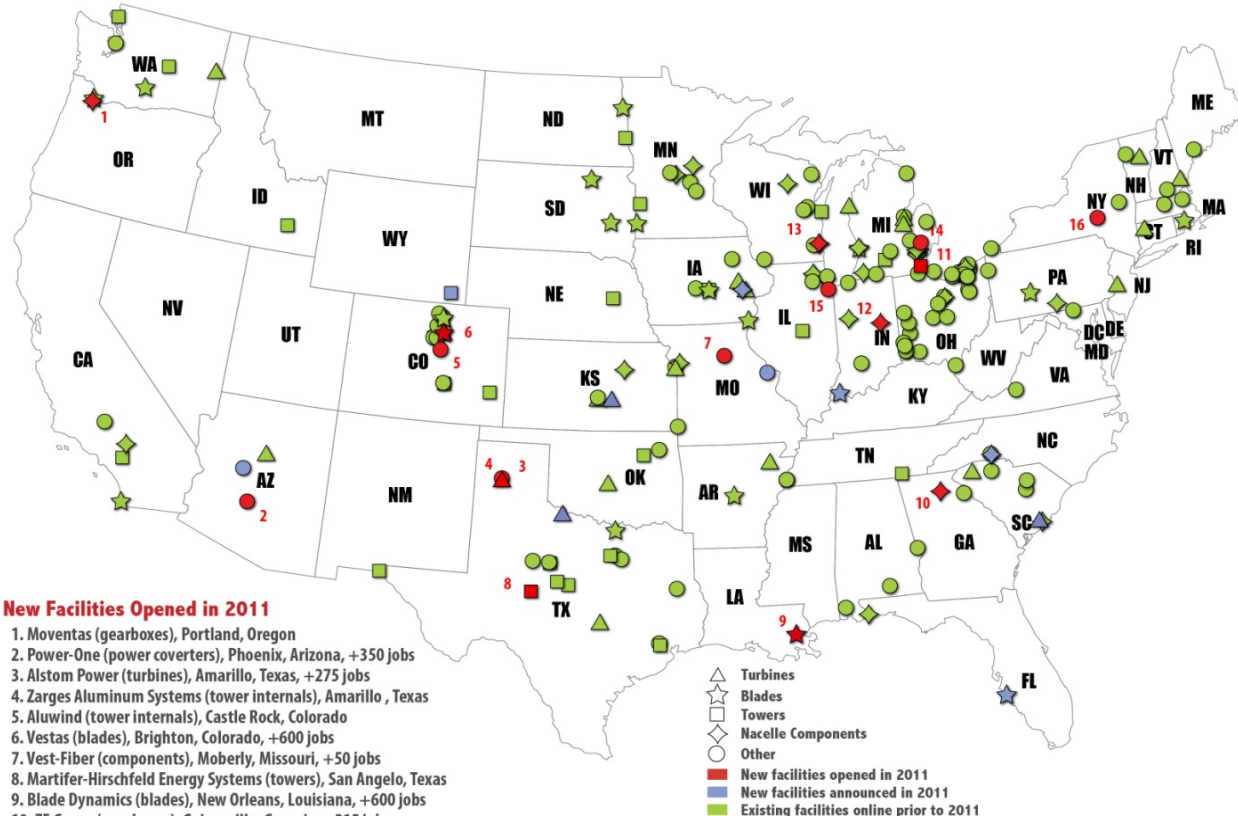 WA
MT
ND
ME
OR
MN
VT
ID
SD
WI
NH
NY
MA
WY
MI
CT
RI
1
13
14
16
11
NV
UT
NE
IA
PA
NJ
CA
CO
6
5
15
12
IL
IN
OH
DC
DE
MD
WV
VA
KS
7
MO
KY
AZ
2
NM
4
3
OK
TN
NC
AR
10
SC
MS
AL
GA
8
TX
LA
9
FL
New Facilities Opened in 2011
1. Moventas (gearboxes), Portland, Oregon
2. Power-One (power coverters), Phoenix, Arizona, +350 jobs
3. Alstom Power (turbines), Amarillo, Texas, +275 jobs
4. Zarges Aluminum Systems (tower internals), Amarillo , Texas
5. Aluwind (tower internals), Castle Rock, Colorado
6. Vestas (blades), Brighton, Colorado, +600 jobs
7. Vest-Fiber (components), Moberly, Missouri, +50 jobs
8. Martifer-Hirschfeld Energy Systems (towers), San Angelo, Texas
9. Blade Dynamics (blades), New Orleans, Louisiana, +600 jobs
Turbines
Blades
Towers
Nacelle Components
Other
New facilities opened in 2011
New facilities announced in 2011
Existing facilities online prior to 2011